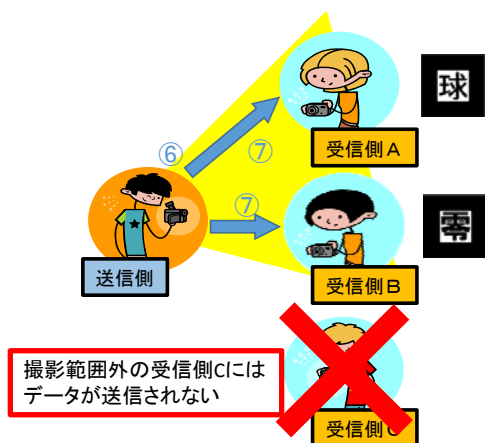 球
受信側A
⑥
⑦
⑦
零
送信側
受信側B
撮影範囲外の受信側Cには
データが送信されない
受信側C